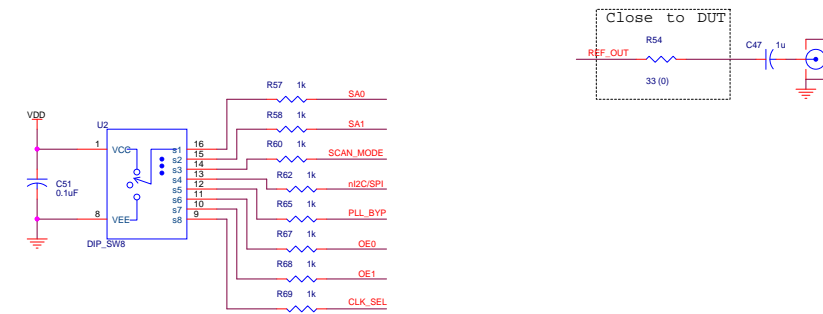 Close to DUT
R54
C47 1u
REF_OUT
33 (0)
R57 1k
SA0
VDD
R58 1k
SA1
U2
R60 1k
SCAN_MODE
1 VCC s1 16
s2 15
s3 14
s4 13
s5 12
s6 11
s7 10
8 VEE s8 9
C51
0.1uF
DIP_SW8
R62 1k
nI2C/SPI
R65 1k
PLL_BYP
R67 1k
OE0
R68 1k
OE1
R69 1k
CLK_SEL